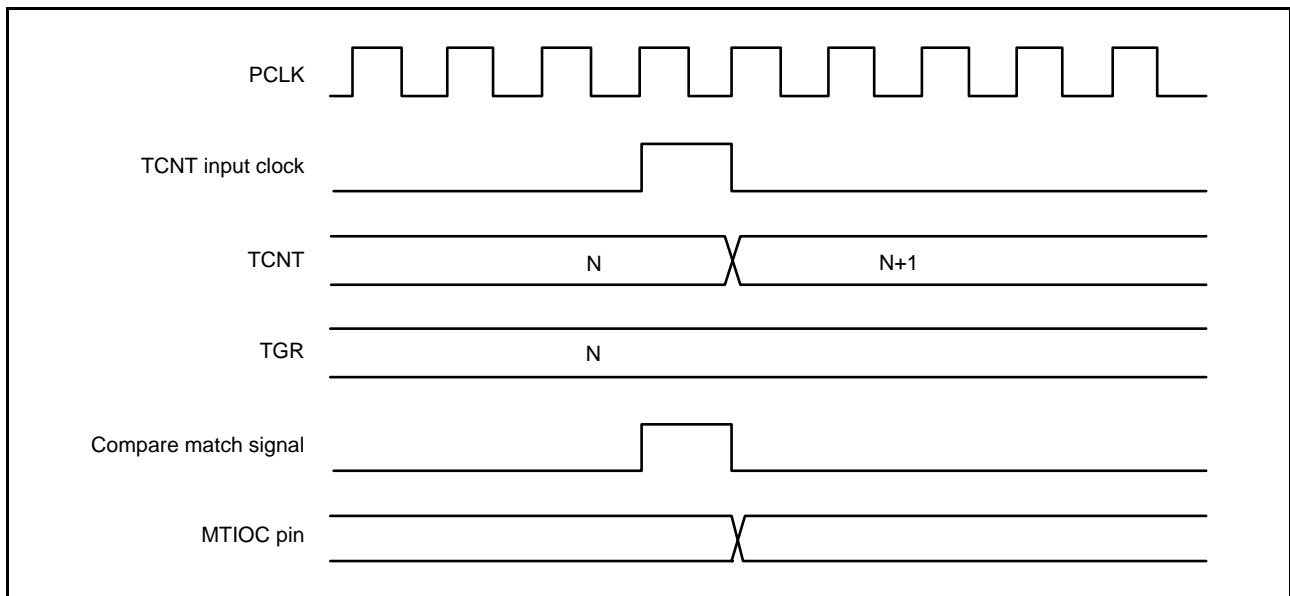 PCLK
TCNT input clock
TCNT
N
N+1
TGR
N
Compare match signal
MTIOC pin